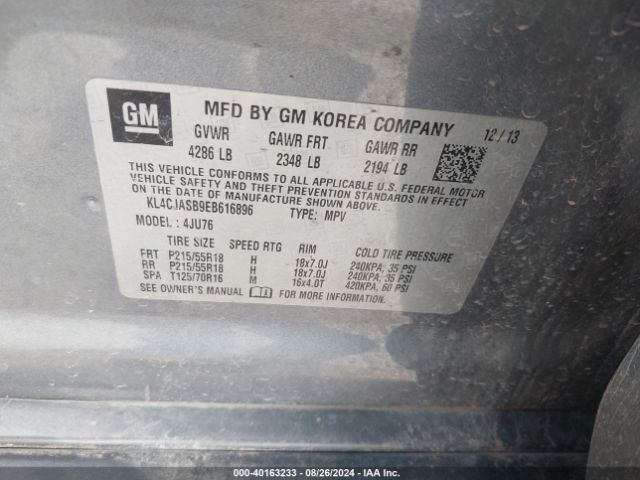 GM
MFD BY GM KOREA COMPANY 12/13
GVWR GAWR FRT GAWR RR
4286 LB 2348 LB 2194 LB
THIS VEHICLE CONFORMS TO ALL APPLICABLE U.S. FEDERAL MOTOR
VEHICLE SAFETY AND THEFT PREVENTION STANDARDS IN EFFECT
ON THE DATE OF MANUFACTURE SHOWN ABOVE.
KL4CJASB9EB616896 TYPE: MPV
MODEL: 4JU76
TIRE SIZE SPEED RTG RIM COLD TIRE PRESSURE
FRT P215/55R18 H 18x7.0J 240KPA, 35 PSI
RR P215/55R18 H 18x7.0J 240KPA, 35 PSI
SPA T125/70R16 M 16x4.0T 420KPA, 60 PSI
SEE OWNER'S MANUAL FOR MORE INFORMATION.
000-40163233 - 08/26/2024 - IAA Inc.